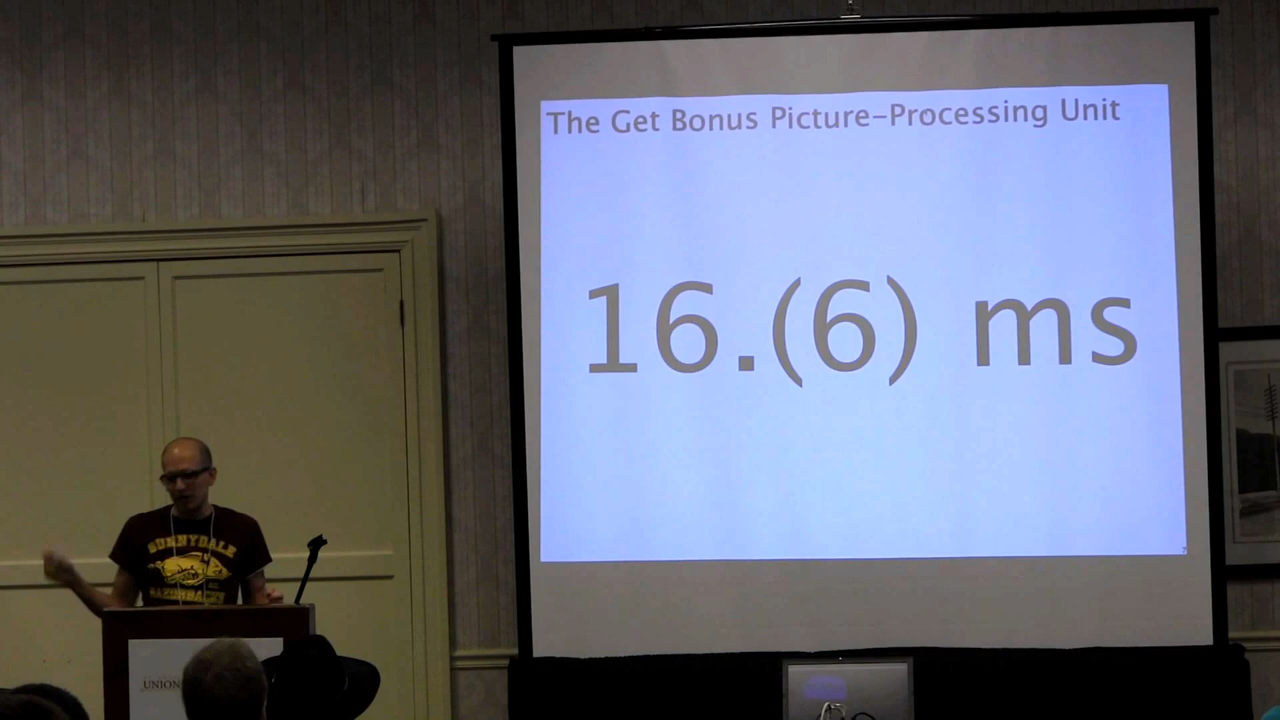 The Get Bonus Picture-Processing Unit
16.(6) ms
SUNNYDALE
RAZORBACKS
UNION